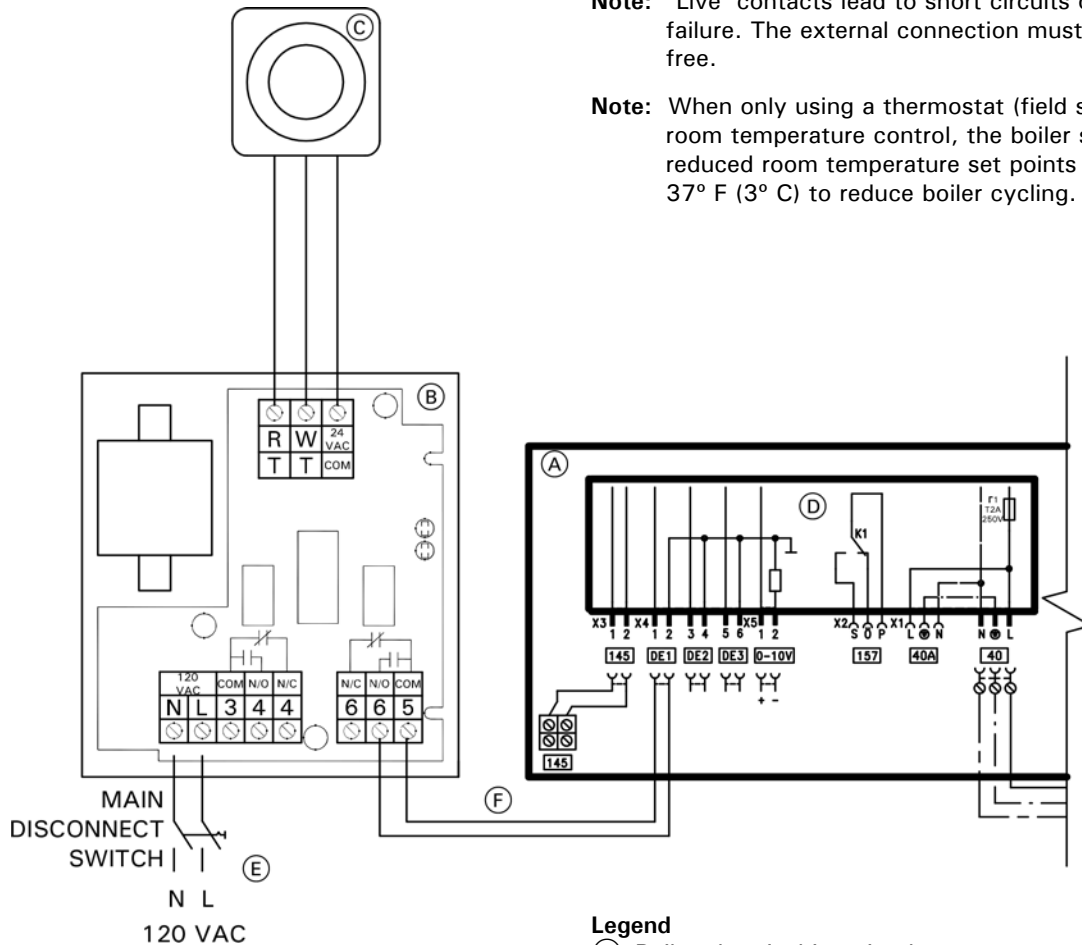 Note: "Live" contacts lead to short circuits
failure. The external connection must
free.
Note: When only using a thermostat (field
room temperature control, the boiler
reduced room temperature set points
37º F (3º C) to reduce boiler cycling.
C
B
R W 24 VAC
T T COM
120 VAC COM N/O N/C
N L 3 4 4
N/C N/O COM
6 6 5
MAIN
DISCONNECT
SWITCH
E
N L
120 VAC
F
A
D
K1
T2A
250V
X3 X4 X5 X2 X1
1 2 1 2 3 4 5 6 1 2 S Ö P L N N L
145 DE1 DE2 DE3 0-10V 157 40A 40
+ -
145
Legend